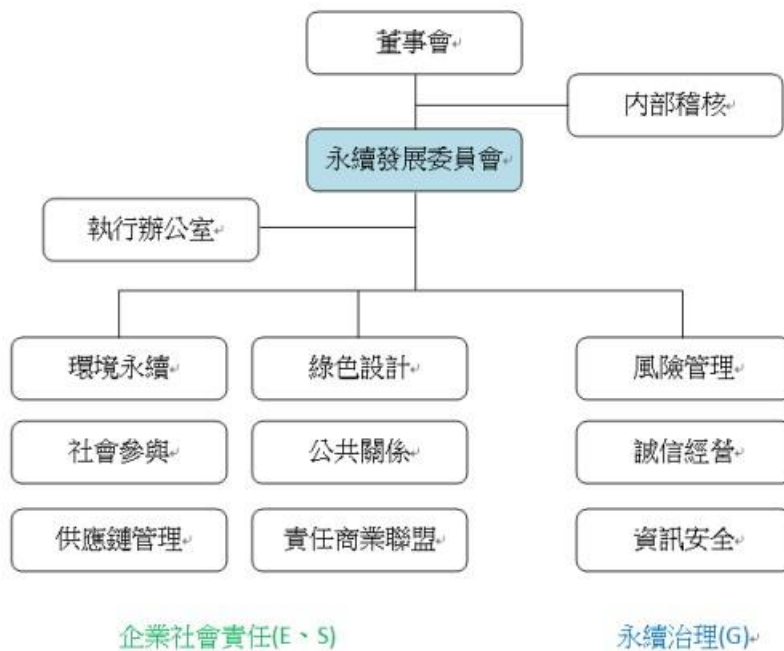 董事會
內部稽核
永續發展委員會
執行辦公室
環境永續
綠色設計
風險管理
社會參與
公共關係
誠信經營
供應鏈管理
責任商業聯盟
資訊安全
企業社會責任(E、S)
永續治理(G)